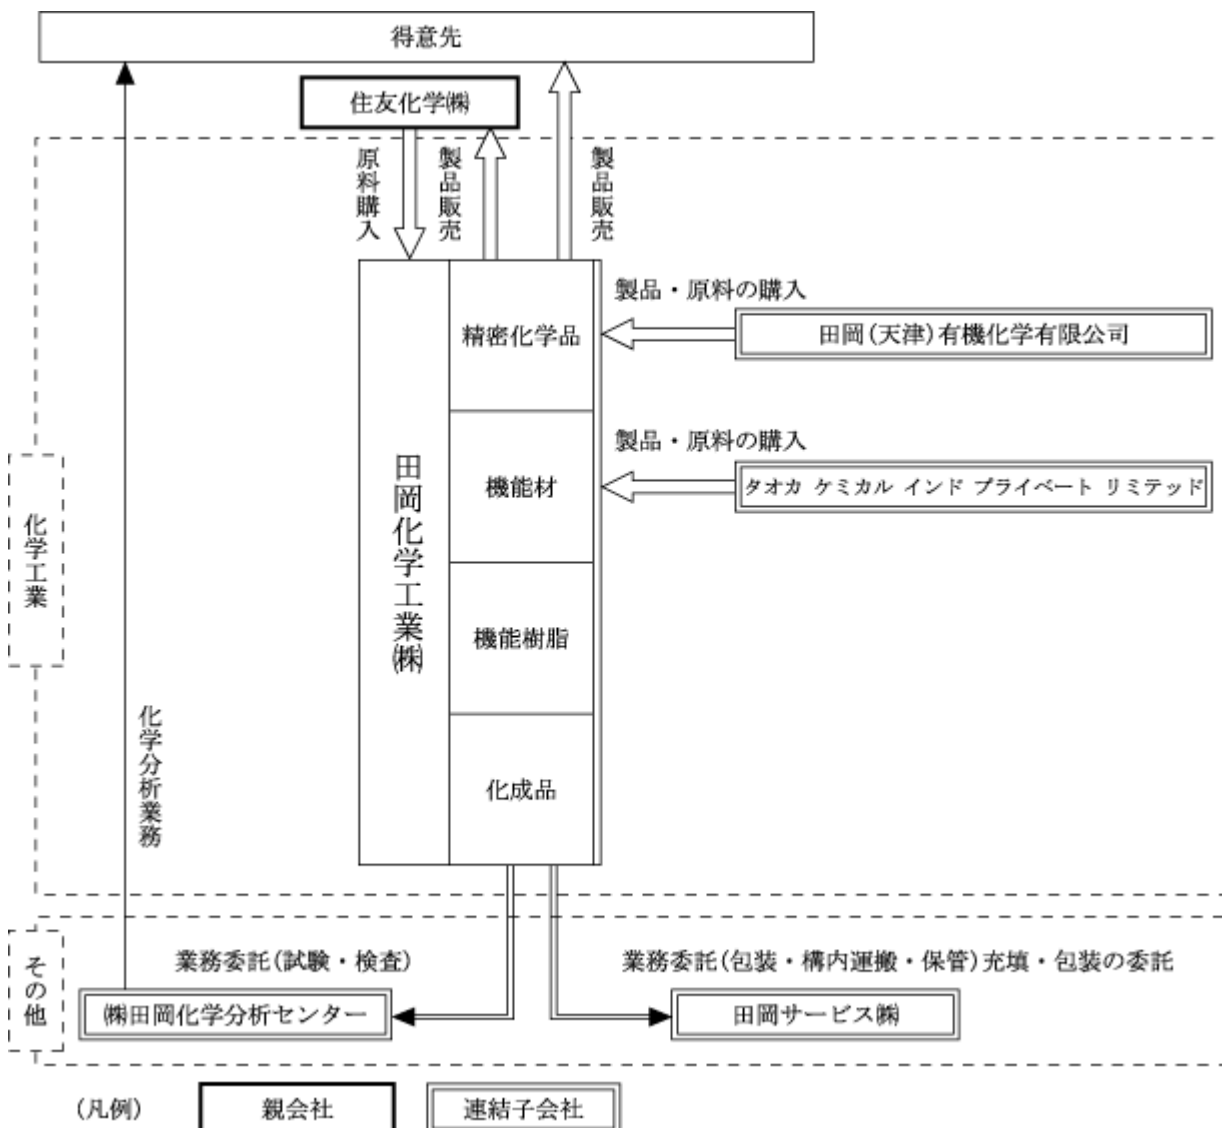 得意先
住友化学㈱
原料購入
製品販売
製品販売
製品・原料の購入
精密化学品
田岡(天津)有機化学有限公司
製品・原料の購入
機能材
タオカ ケミカル インド プライベート リミテッド
田岡化学工業㈱
化学工業
機能樹脂
化学分析業務
化成品
その他
業務委託(試験・検査)
業務委託(包装・構内運搬・保管)充填・包装の委託
㈱田岡化学分析センター
田岡サービス㈱
(凡例)
親会社
連結子会社